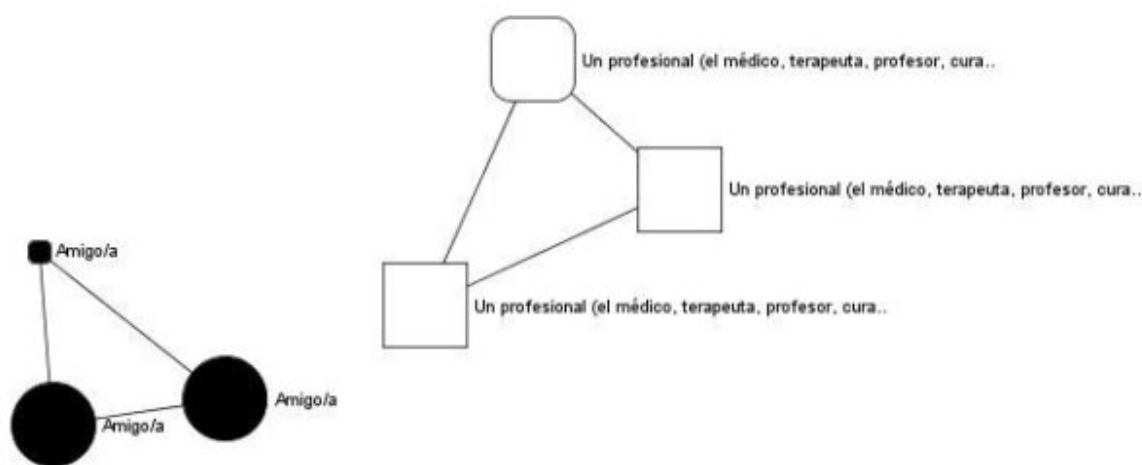 Un profesional (el médico, terapeuta, profesor, cura..
Un profesional (el médico, terapeuta, profesor, cura..
Amigo/a
Un profesional (el médico, terapeuta, profesor, cura..
Amigo/a
Amigo/a